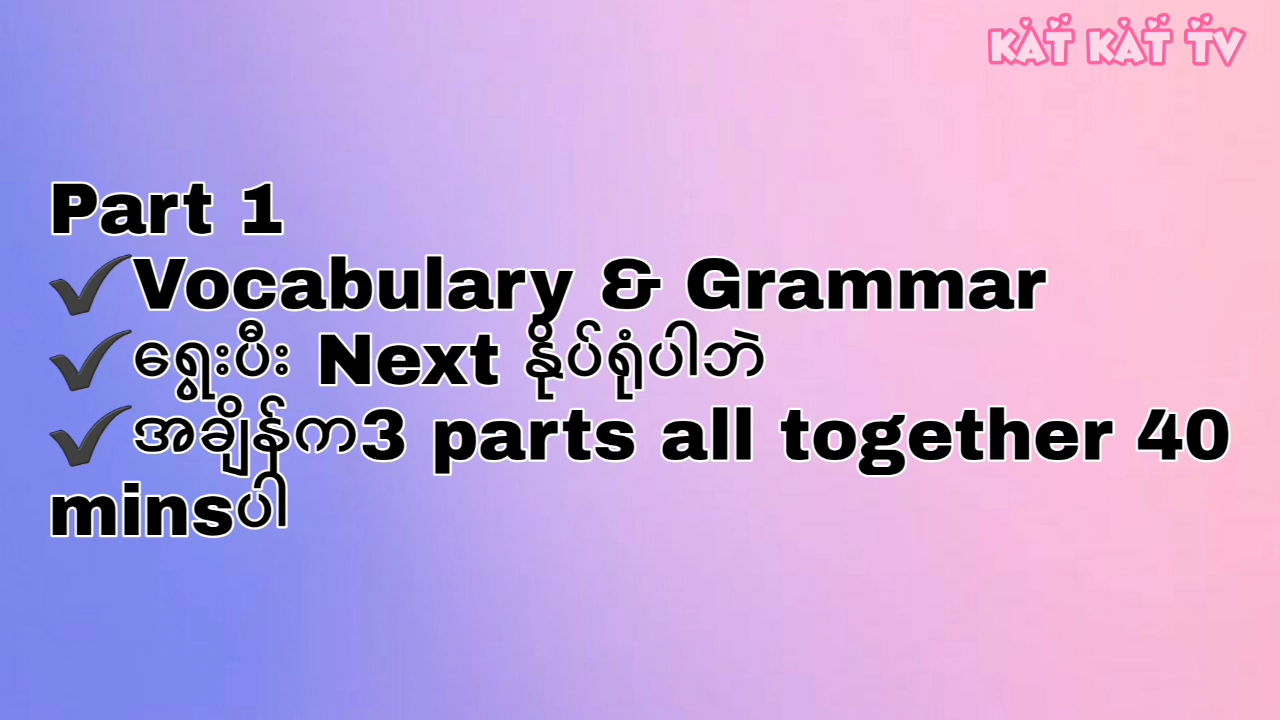 KAT KAT TV
Part 1
✔Vocabulary & Grammar
✔ရွေးပီး Next နိုပ်ရုံပါဘဲ
✔အချိန်က3 parts all together 40
minsပါ